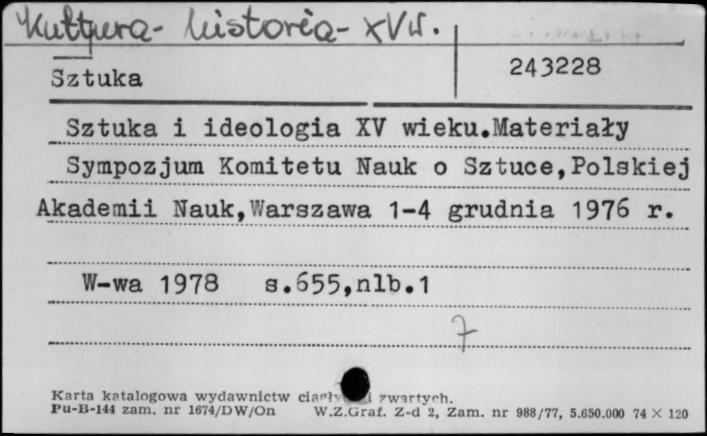 Kultura- historia- XVw.
Sztuka
243228
Sztuka i ideologia XV wieku.Materiały
Sympozjum Komitetu Nauk o Sztuce,Polskiej
Akademii Nauk,Warszawa 1-4 grudnia 1976 r.
W-wa 1978 s.655,nlb.1
7
Karta katalogowa wydawnictw zwartych.
Pu-B-144 zam. nr 1674/DW/On W.Z.Graf. Z-d 2, Zam. nr 988/77, 5.650.000 74 × 120